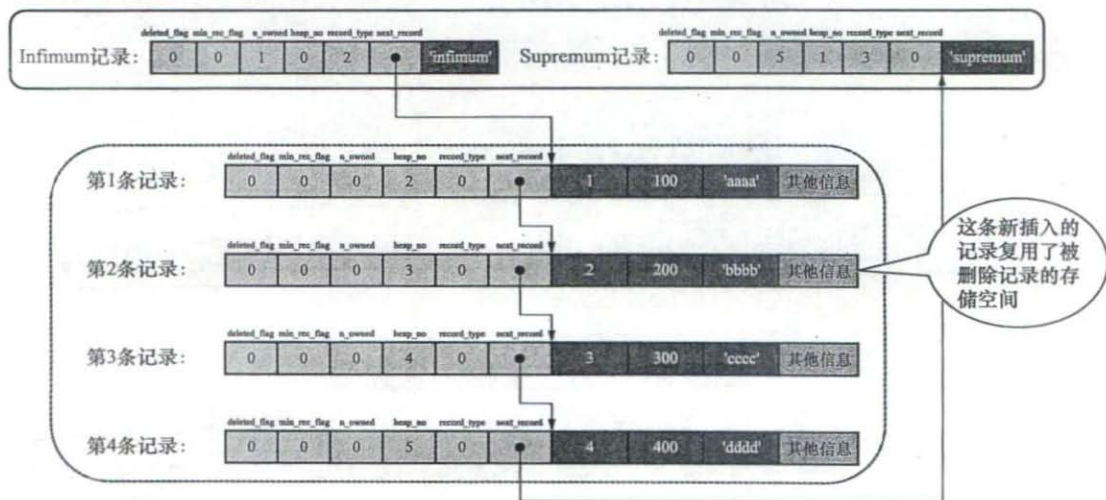 deleted_flag min_rec_flag n_owned heap_no record_type next_record
Infimum记录: 0 0 1 0 2 'infimum'
deleted_flag min_rec_flag n_owned heap_no record_type next_record
Supremum记录: 0 0 5 1 3 0 'supremum'
deleted_flag min_rec_flag n_owned heap_no record_type next_record
第1条记录: 0 0 0 2 0 1 100 'aaaa' 其他信息
deleted_flag min_rec_flag n_owned heap_no record_type next_record
第2条记录: 0 0 0 3 0 2 200 'bbbb' 其他信息
deleted_flag min_rec_flag n_owned heap_no record_type next_record
第3条记录: 0 0 0 4 0 3 300 'cccc' 其他信息
deleted_flag min_rec_flag n_owned heap_no record_type next_record
第4条记录: 0 0 0 5 0 4 400 'dddd' 其他信息
这条新插入的
记录复用了被
删除记录的存
储空间